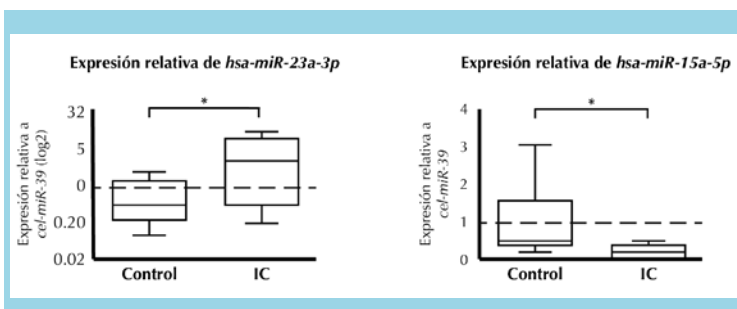 Expresión relativa de hsa-miR-23a-3p
Expresión relativa a
cel-miR-39 (log2)
32
5
0
0.20
0.02
*
Control
IC
Expresión relativa de hsa-miR-15a-5p
Expresión relativa a
cel-miR-39
4
3
2
1
0
*
Control
IC